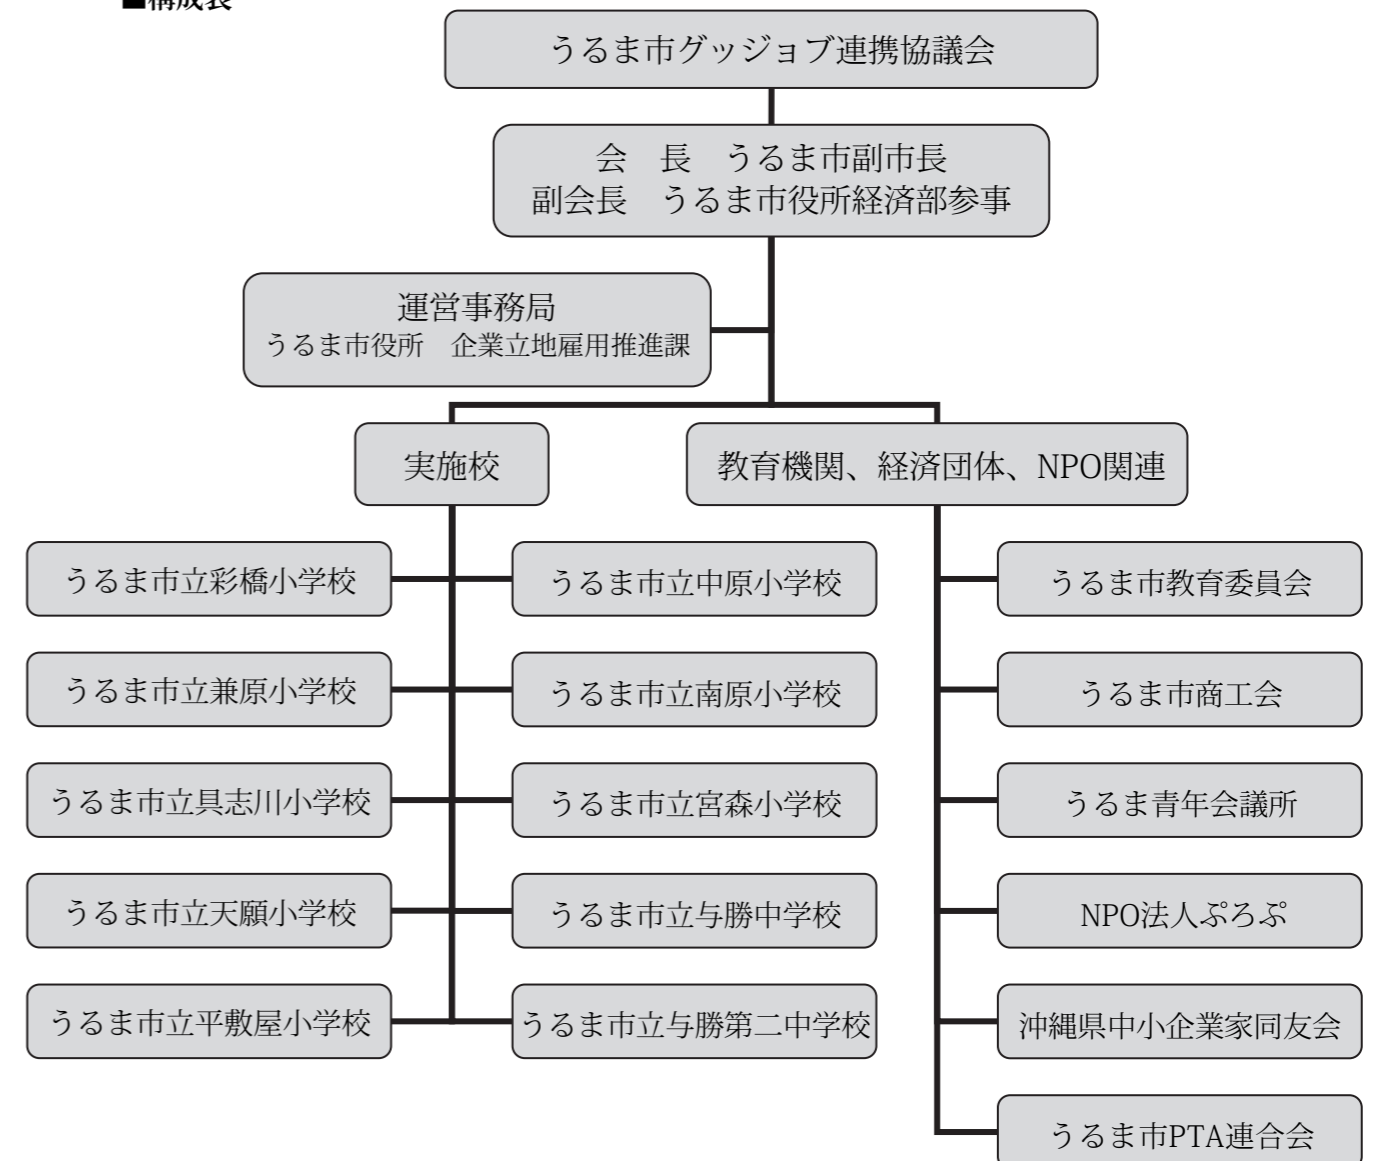 ■構成表
うるま市グッジョブ連携協議会
会　長　うるま市副市長
副会長　うるま市役所経済部参事
運営事務局
うるま市役所　企業立地雇用推進課
実施校
教育機関、経済団体、NPO関連
うるま市立彩橋小学校
うるま市立兼原小学校
うるま市立具志川小学校
うるま市立天願小学校
うるま市立平敷屋小学校
うるま市立中原小学校
うるま市立南原小学校
うるま市立宮森小学校
うるま市立与勝中学校
うるま市立与勝第二中学校
うるま市教育委員会
うるま市商工会
うるま青年会議所
NPO法人ぷろぷ
沖縄県中小企業家同友会
うるま市PTA連合会